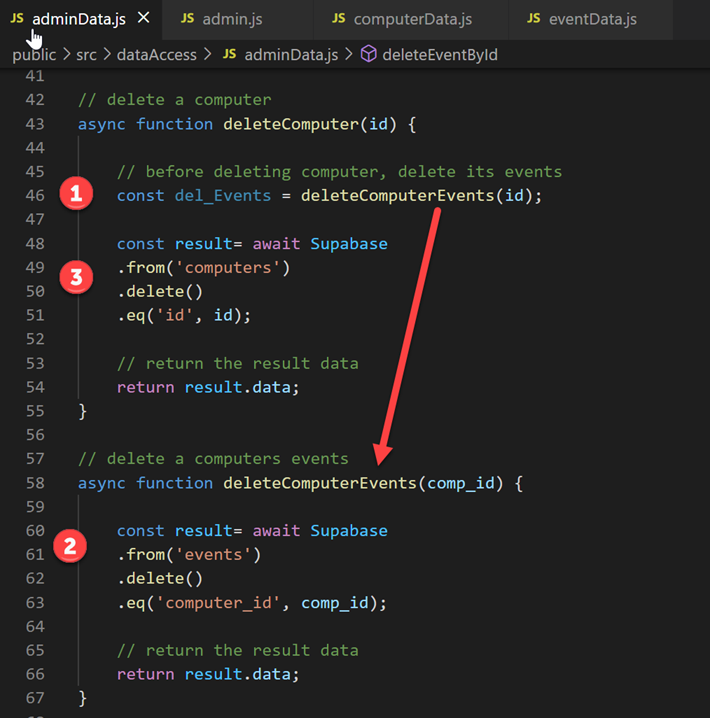 JS adminData.js ×
JS admin.js
JS computerData.js
JS eventData.js
public > src > dataAccess > JS adminData.js > deleteEventById
41
42 // delete a computer
43 async function deleteComputer(id) {
44
45 // before deleting computer, delete its events
1
46 const del_Events = deleteComputerEvents(id);
47
48 const result= await Supabase
3
49 .from('computers')
50 .delete()
51 .eq('id', id);
52
53 // return the result data
54 return result.data;
55 }
56
57 // delete a computers events
58 async function deleteComputerEvents(comp_id) {
59
60 const result= await Supabase
2
61 .from('events')
62 .delete()
63 .eq('computer_id', comp_id);
64
65 // return the result data
66 return result.data;
67 }